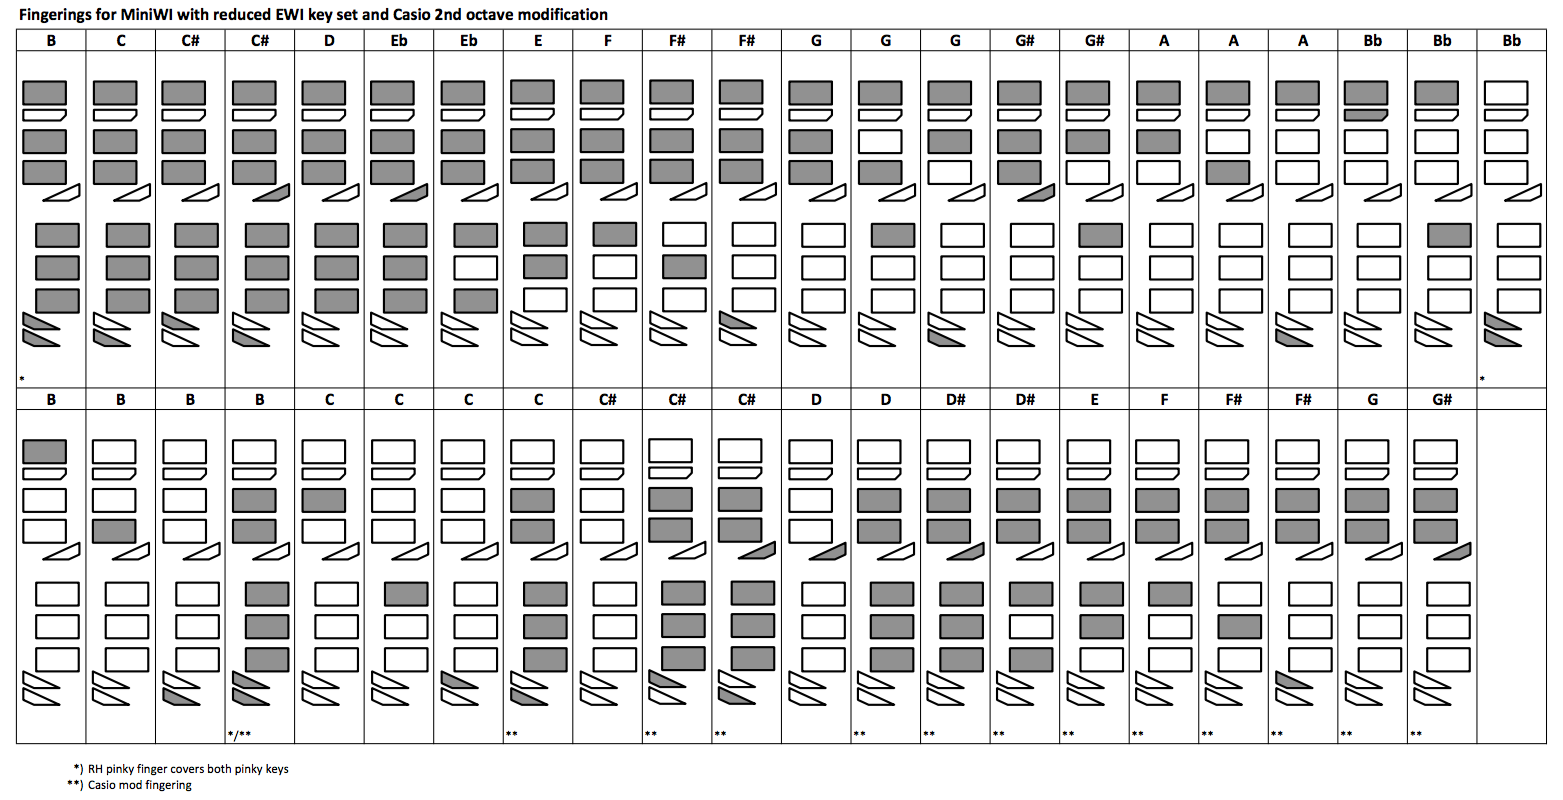 Fingerings for MiniWI with reduced EWI key set and Casio 2nd octave modification
B C C# C# D Eb Eb E F F# F# G G G G# G# A A A Bb Bb Bb
* *
B B B B C C C C C# C# C# D D D# D# E F F# F# G G#
*/** ** ** ** ** ** ** ** ** ** ** ** **
*) RH pinky finger covers both pinky keys
**) Casio mod fingering